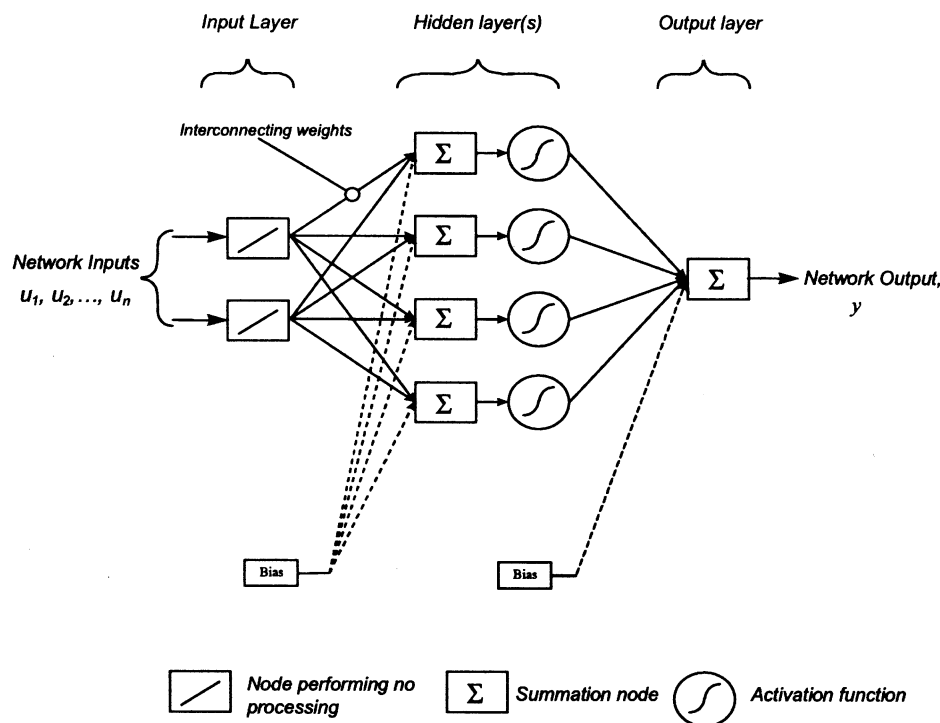 Input Layer
Hidden layer(s)
Output layer
Interconnecting weights
Σ
Σ
Network Inputs
u1, u2,…, un
Σ
Network Output,
y
Σ
Σ
Bias
Bias
Node performing no
processing
Σ
Summation node
Activation function